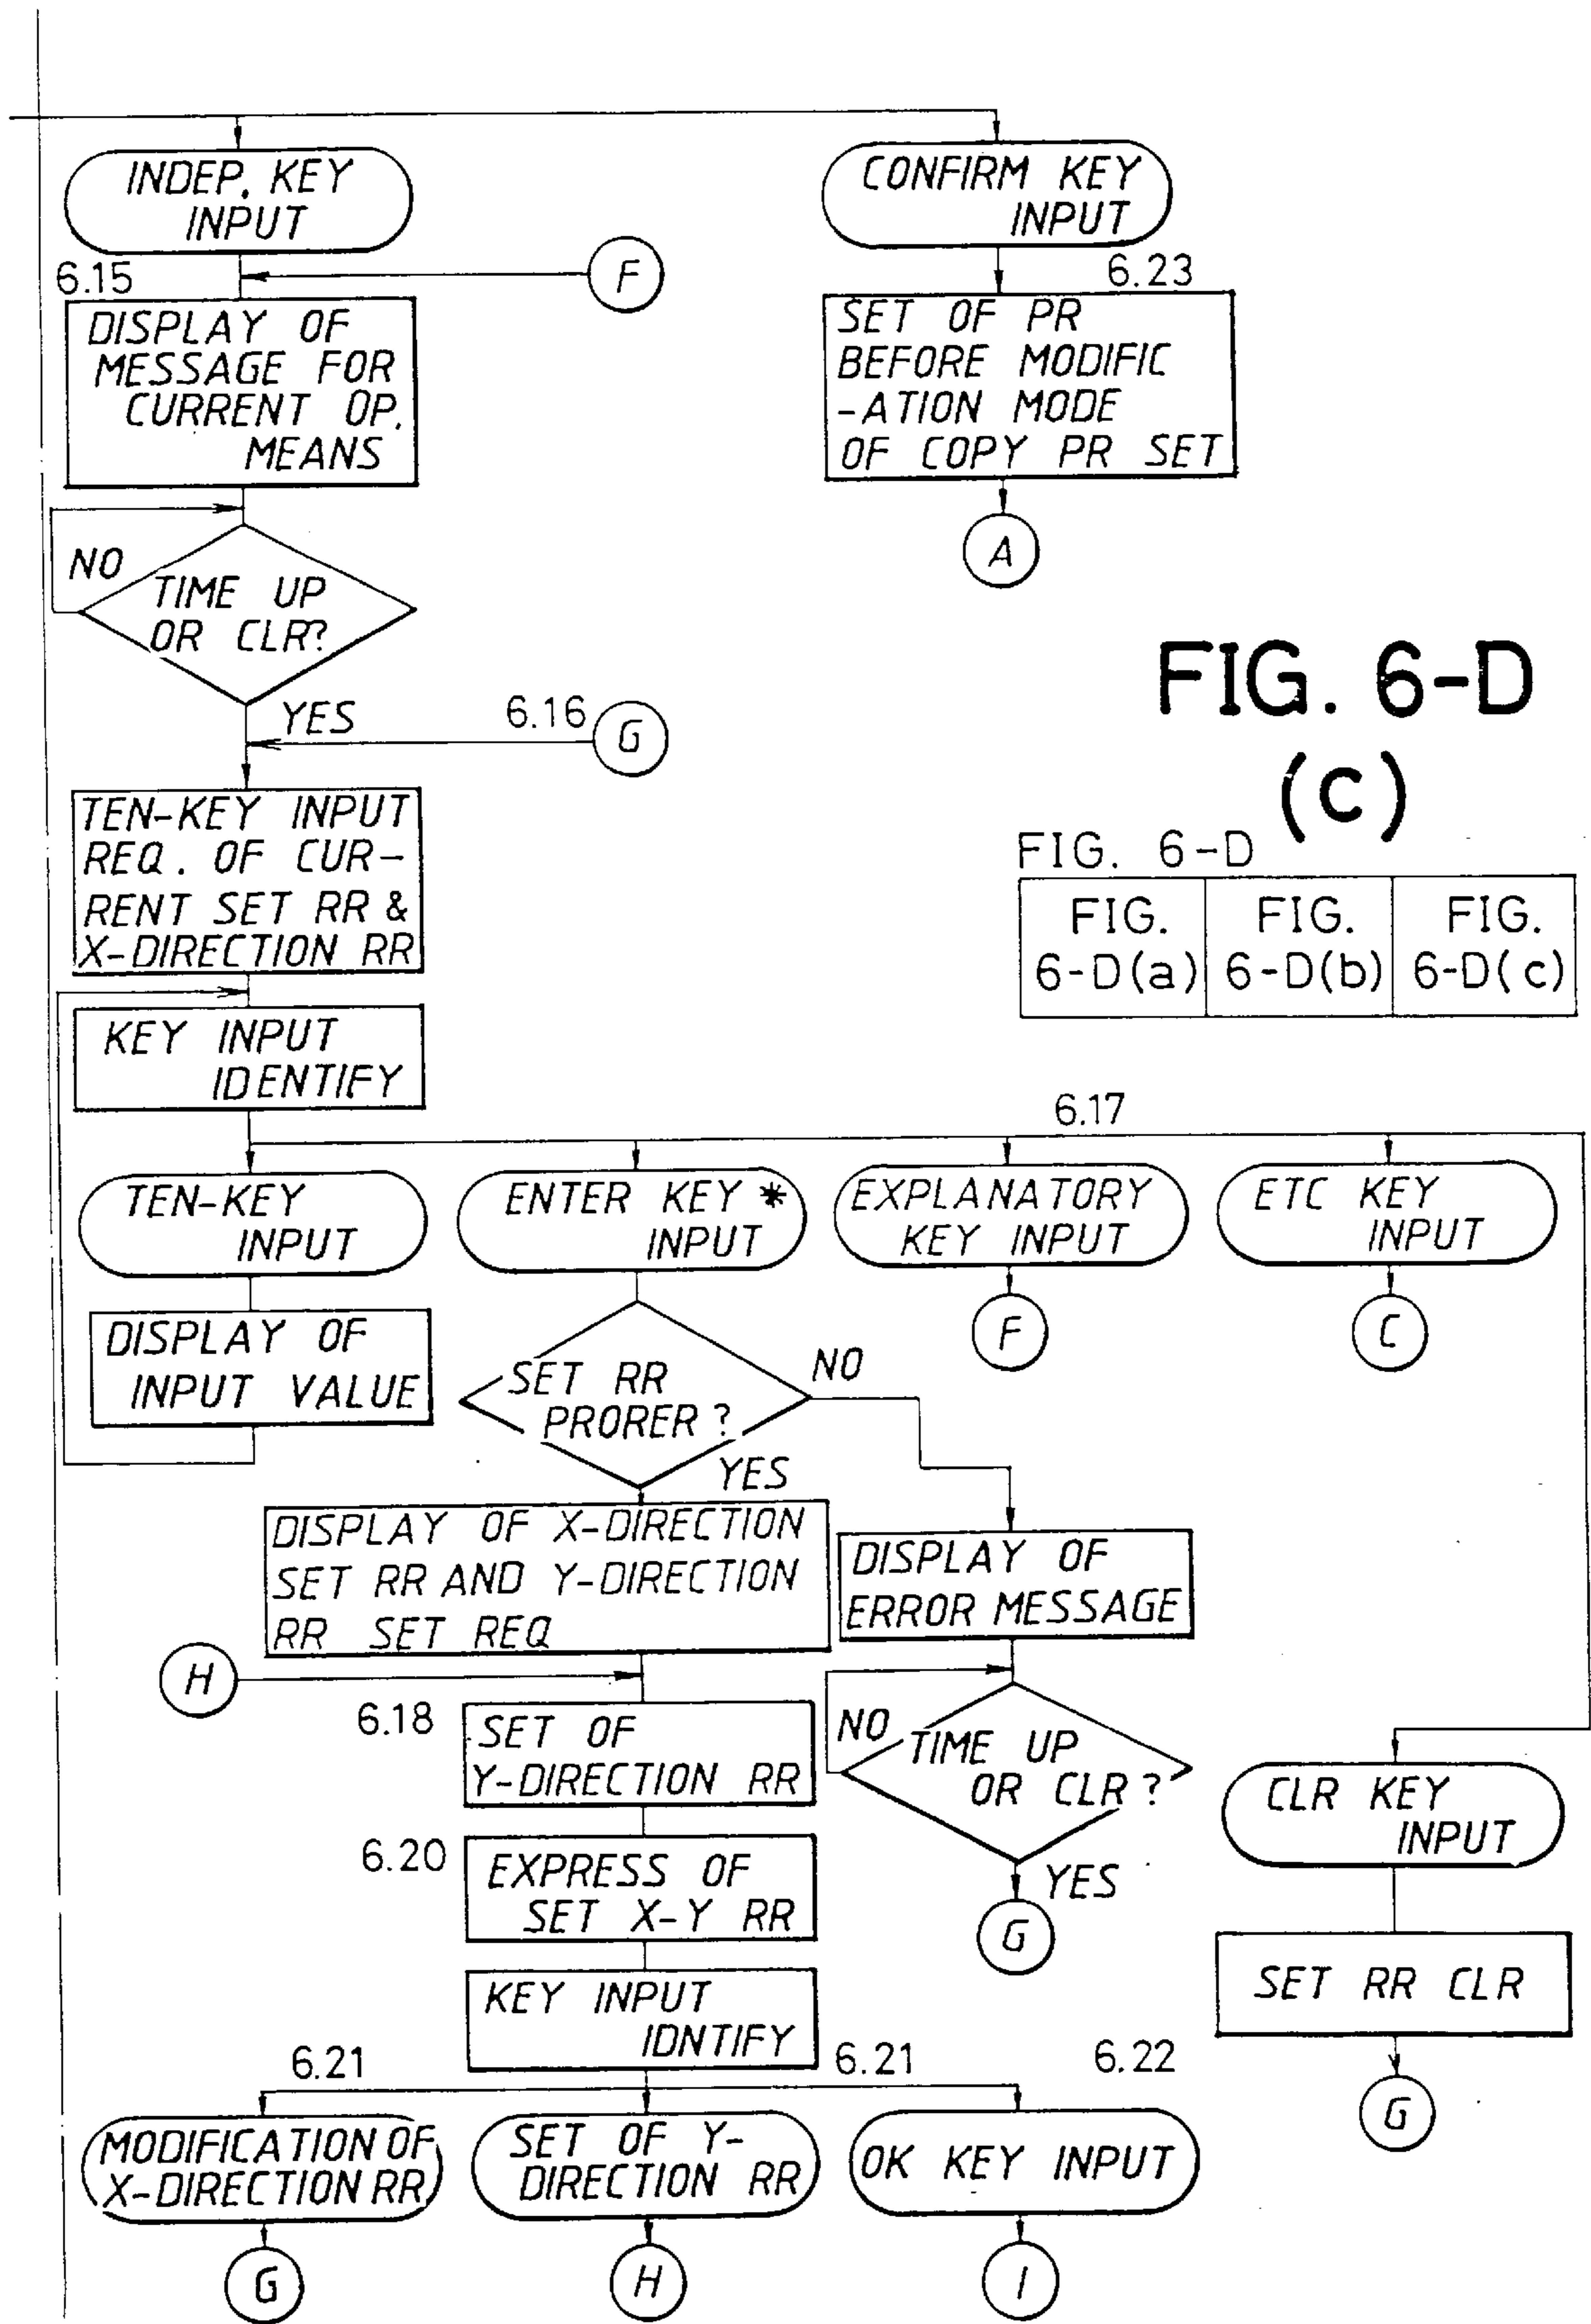 INDEP. KEY
INPUT
CONFIRM KEY
INPUT
6.15
F
6.23
DISPLAY OF
MESSAGE FOR
CURRENT OP.
MEANS
SET OF PR
BEFORE MODIFIC
-ATION MODE
OF COPY PR SET
A
NO
TIME UP
OR CLR?
YES
6.16
G
FIG. 6-D
(c)
TEN-KEY INPUT
REQ. OF CUR-
RENT SET RR &
X-DIRECTION RR
FIG. 6-D
FIG.
6-D(a)
FIG.
6-D(b)
FIG.
6-D(c)
KEY INPUT
IDENTIFY
6.17
TEN-KEY
INPUT
ENTER KEY *
INPUT
EXPLANATORY
KEY INPUT
ETC KEY
INPUT
F
C
DISPLAY OF
INPUT VALUE
SET RR
PRORER ?
NO
YES
DISPLAY OF X-DIRECTION
SET RR AND Y-DIRECTION
RR SET REQ
DISPLAY OF
ERROR MESSAGE
H
6.18
SET OF
Y-DIRECTION RR
NO
TIME UP
OR CLR ?
YES
G
CLR KEY
INPUT
6.20
EXPRESS OF
SET X-Y RR
SET RR CLR
G
KEY INPUT
IDNTIFY
6.21
6.21
6.22
MODIFICATION OF
X-DIRECTION RR
SET OF Y-
DIRECTION RR
OK KEY INPUT
G
H
I